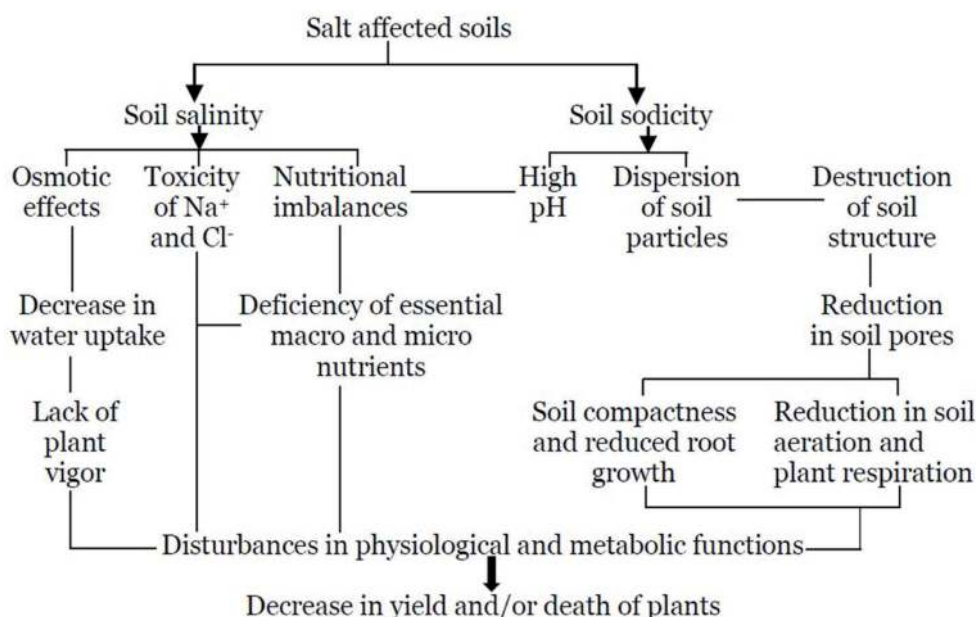 Salt affected soils
Soil salinity
Soil sodicity
Osmotic
effects
Toxicity
of Na⁺
and Cl⁻
Nutritional
imbalances
High
pH
Dispersion
of soil
particles
Destruction
of soil
structure
Decrease in
water uptake
Deficiency of essential
macro and micro
nutrients
Reduction
in soil pores
Lack of
plant
vigor
Soil compactness
and reduced root
growth
Reduction in soil
aeration and
plant respiration
Disturbances in physiological and metabolic functions
Decrease in yield and/or death of plants